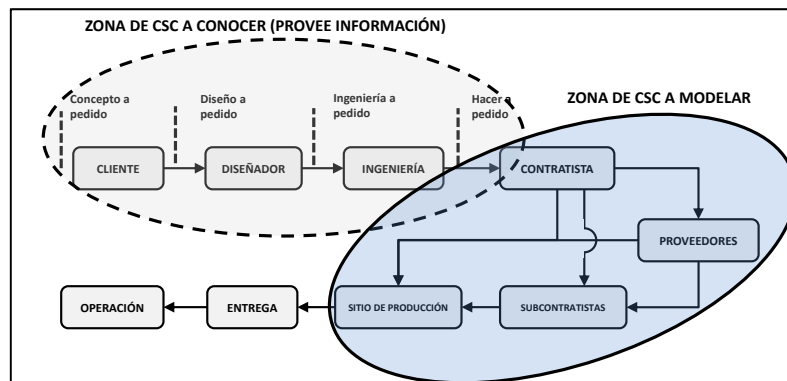 ZONA DE CSC A CONOCER (PROVEE INFORMACIÓN)
ZONA DE CSC A MODELAR
Concepto a
pedido
Diseño a
pedido
Ingeniería a
pedido
Hacer a
pedido
CLIENTE
DISEÑADOR
INGENIERÍA
CONTRATISTA
PROVEEDORES
OPERACIÓN
ENTREGA
SITIO DE PRODUCCIÓN
SUBCONTRATISTAS